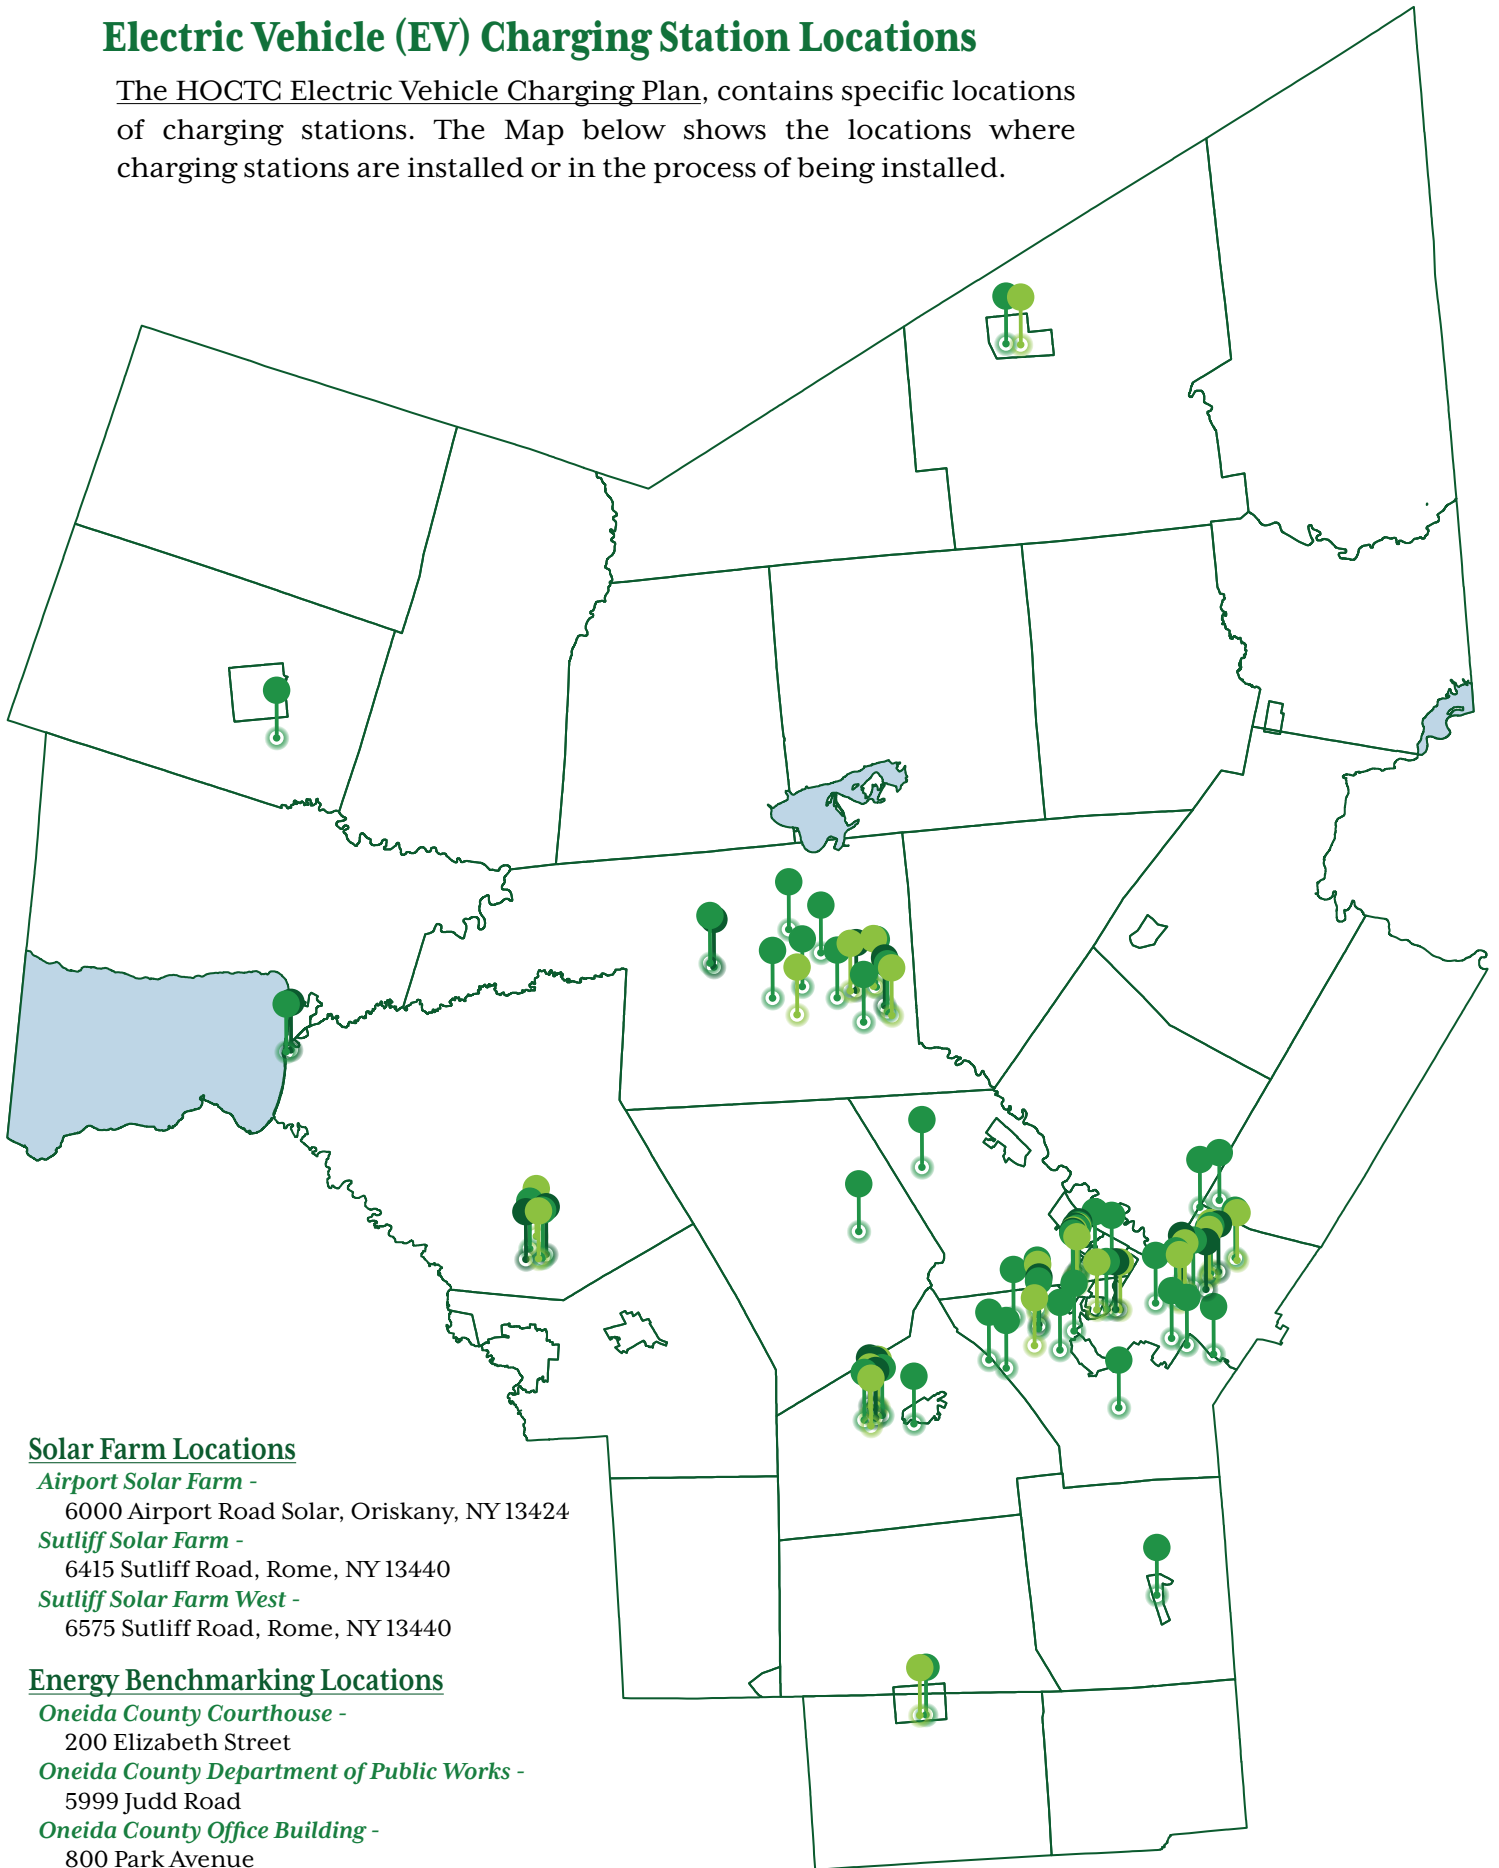 Electric Vehicle (EV) Charging Station Locations
The HOCTC Electric Vehicle Charging Plan, contains specific locations
of charging stations. The Map below shows the locations where
charging stations are installed or in the process of being installed.
Solar Farm Locations
Airport Solar Farm -
6000 Airport Road Solar, Oriskany, NY 13424
Sutliff Solar Farm -
6415 Sutliff Road, Rome, NY 13440
Sutliff Solar Farm West -
6575 Sutliff Road, Rome, NY 13440
Energy Benchmarking Locations
Oneida County Courthouse -
200 Elizabeth Street
Oneida County Department of Public Works -
5999 Judd Road
Oneida County Office Building -
800 Park Avenue